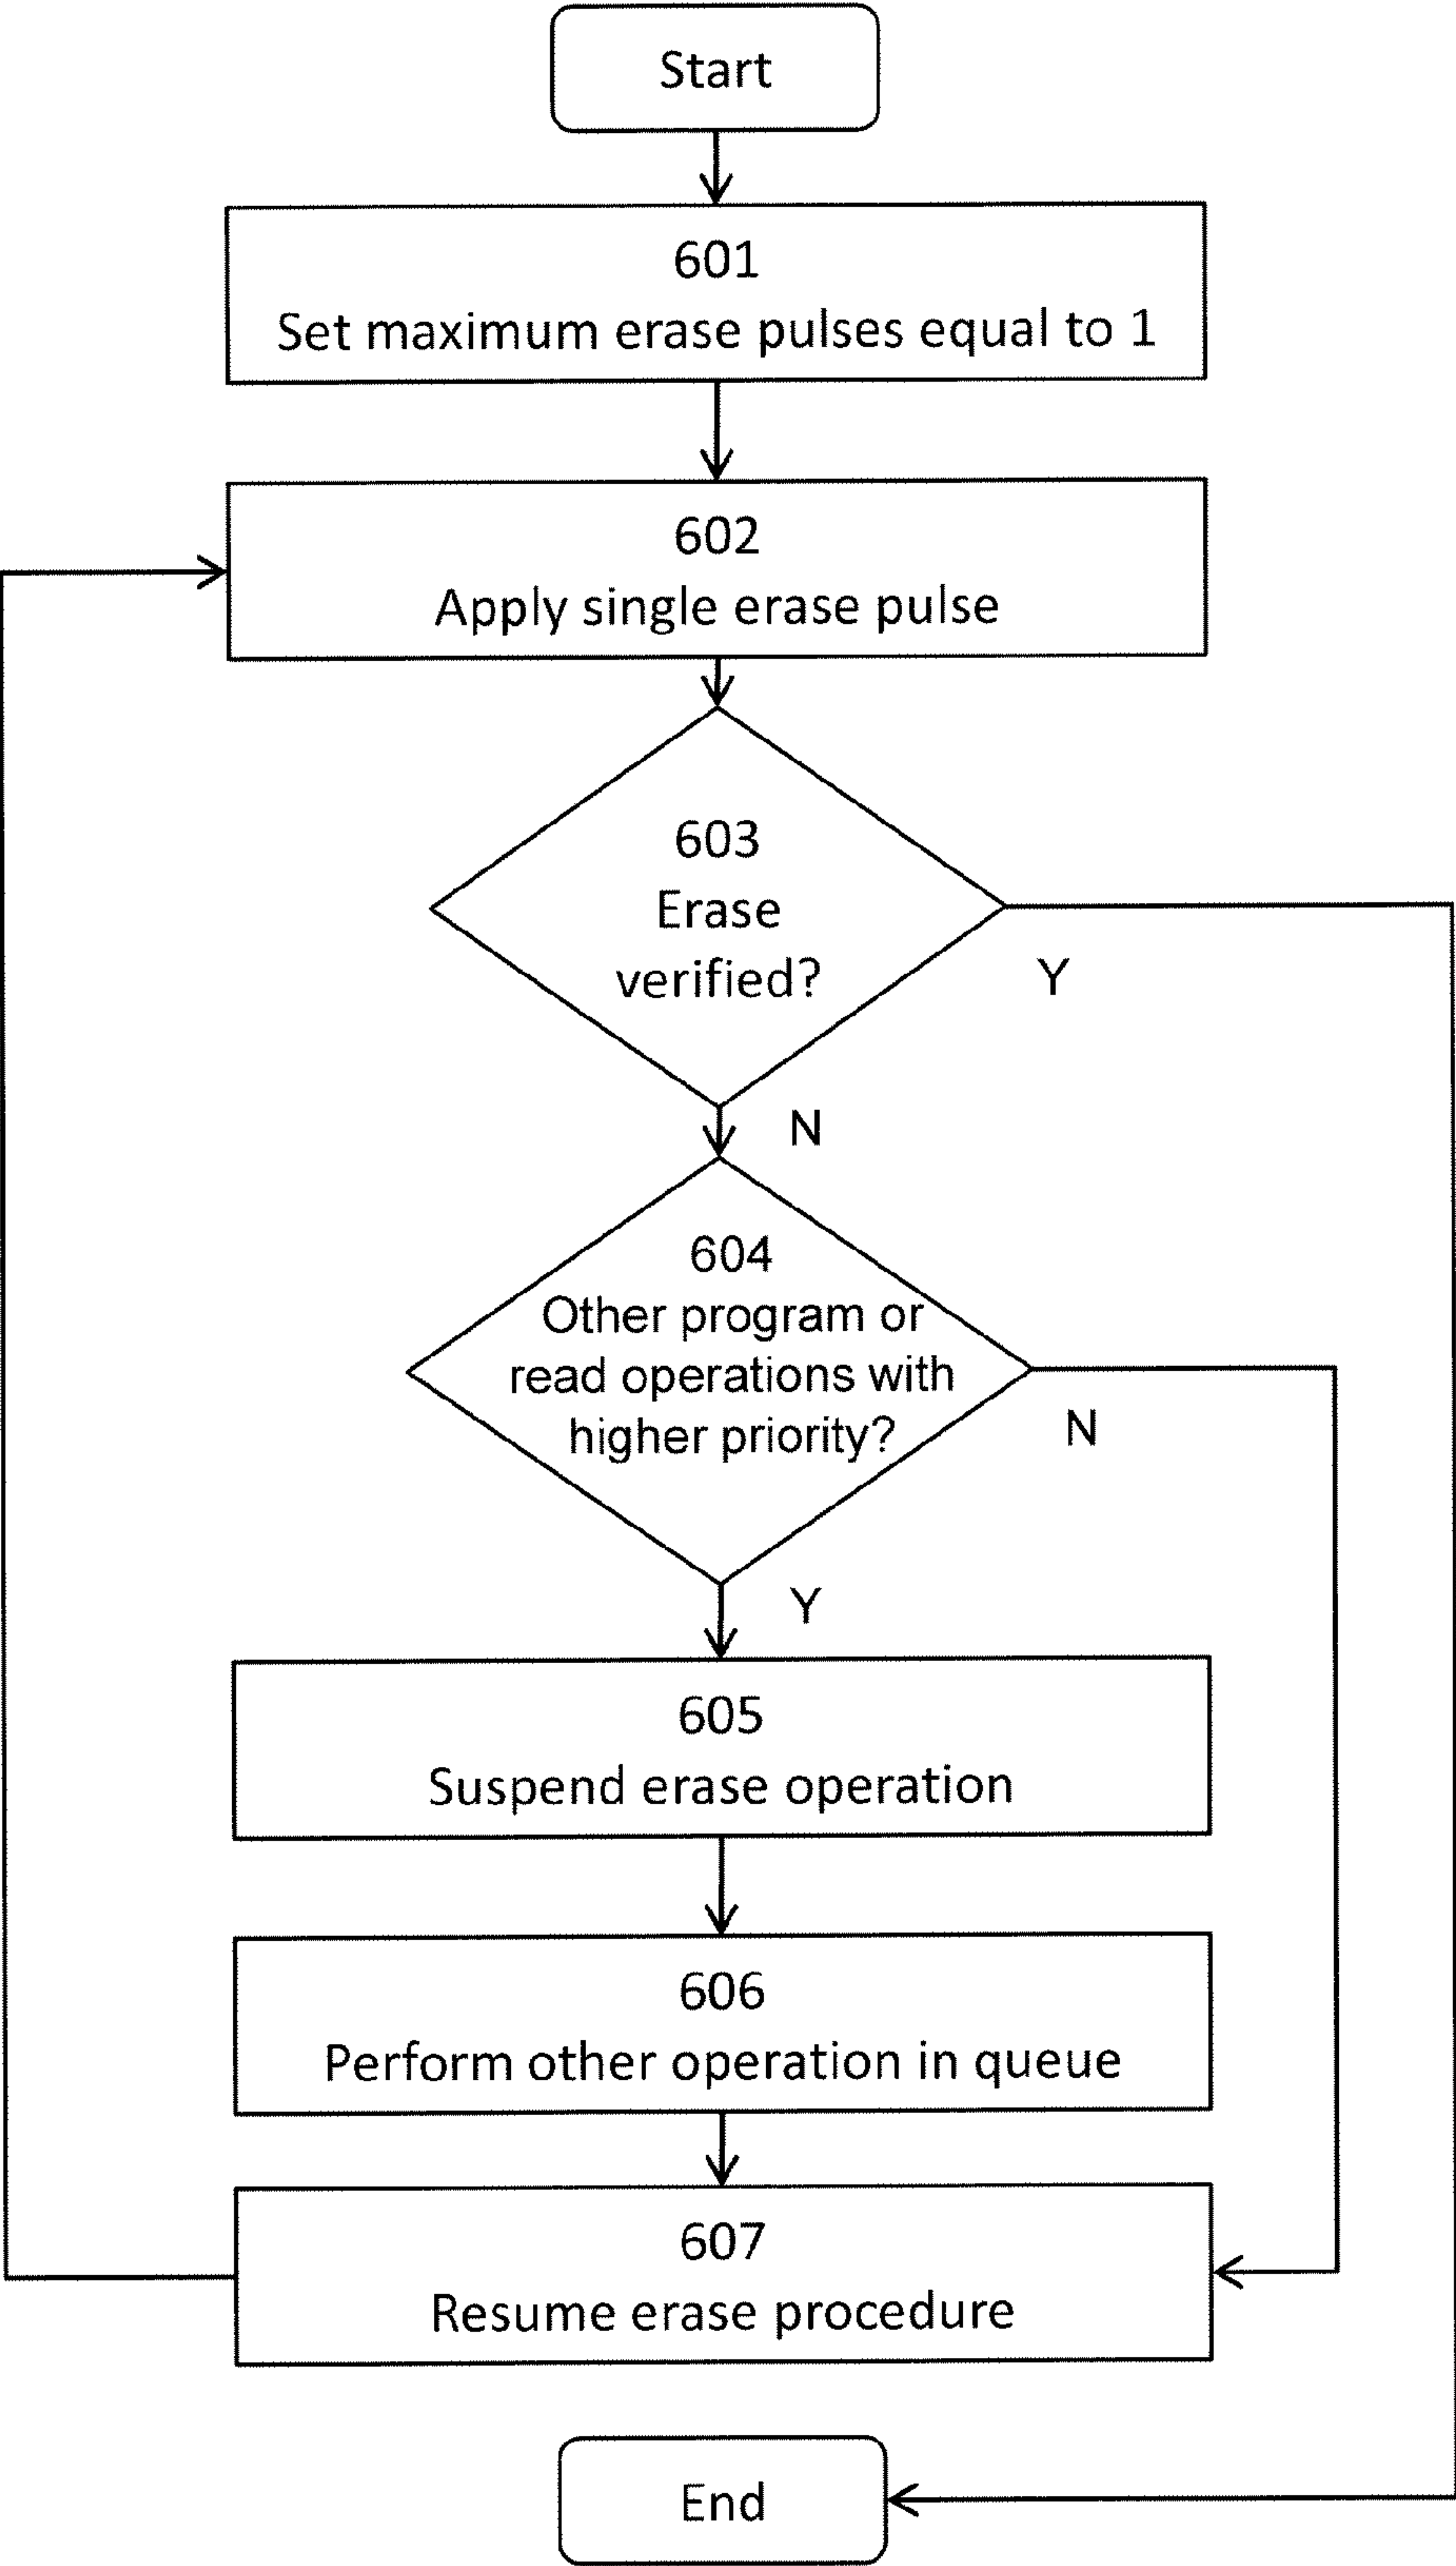 Start
601
Set maximum erase pulses equal to 1
602
Apply single erase pulse
603
Erase
verified?
Y
N
604
Other program or
read operations with
higher priority?
N
Y
605
Suspend erase operation
606
Perform other operation in queue
607
Resume erase procedure
End